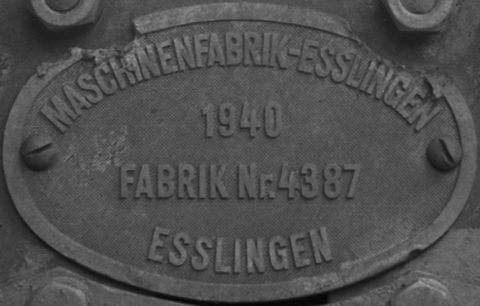 MASCHINENFABRIK-ESSLINGEN
1940
FABRIK Nr. 4387
ESSLINGEN